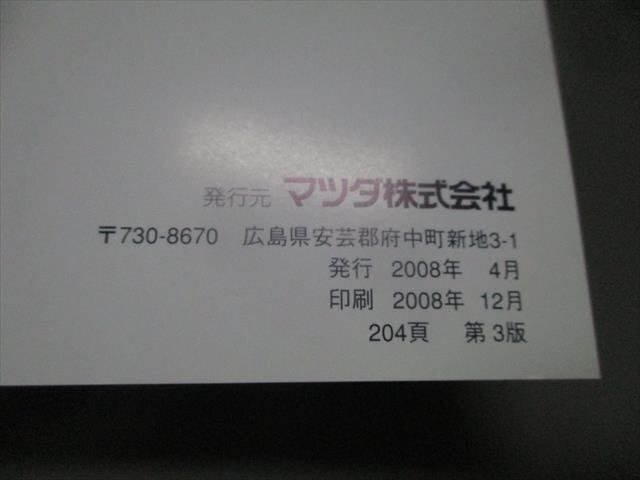 発行元 マツダ株式会社
〒730-8670 広島県安芸郡府中町新地3-1
発行 2008年 4月
印刷 2008年 12月
204頁 第3版